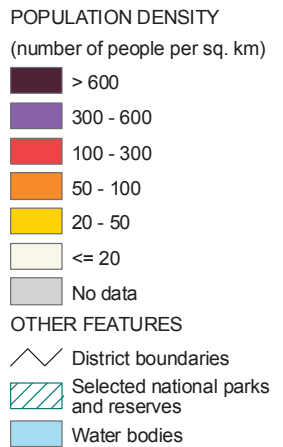 POPULATION DENSITY
(number of people per sq. km)
> 600
300 - 600
100 - 300
50 - 100
20 - 50
<= 20
No data
OTHER FEATURES
District boundaries
Selected national parks
and reserves
Water bodies